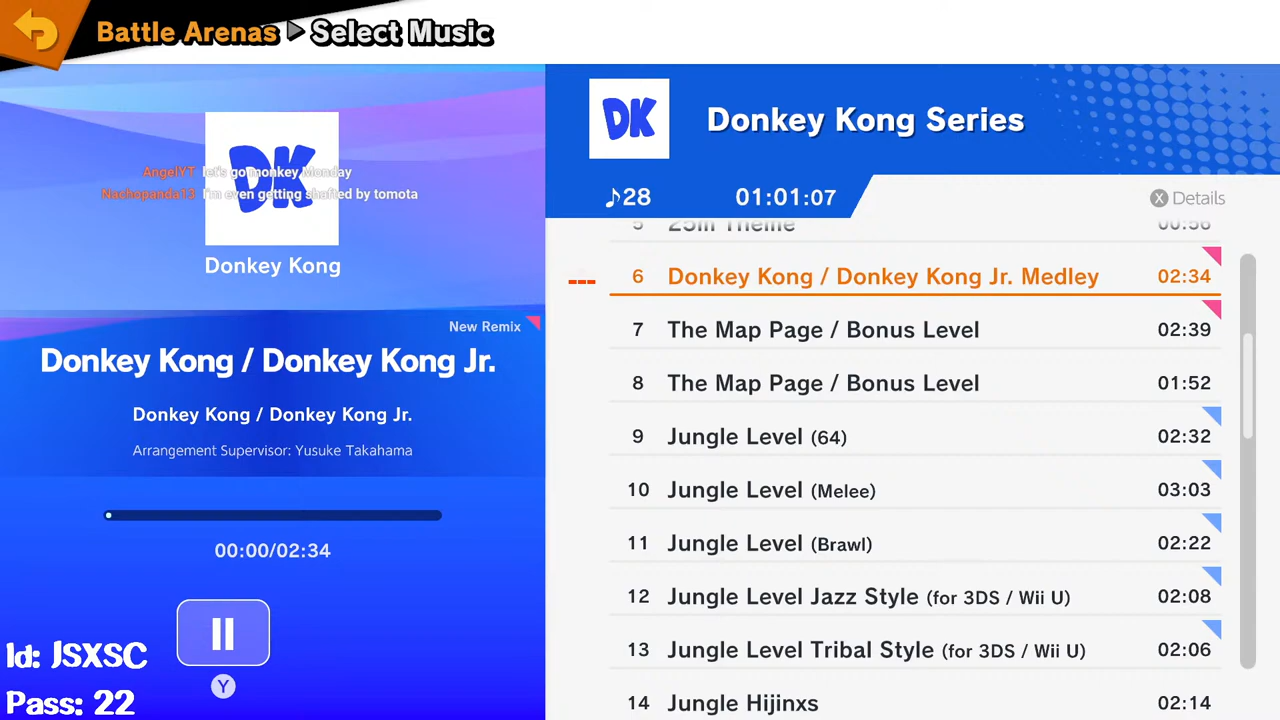 Battle Arenas ▶ Select Music
DK
AngelYT let's go monkey Monday
Nachopanda13 I'm even getting shafted by tomota
Donkey Kong
New Remix
Donkey Kong / Donkey Kong Jr.
Donkey Kong / Donkey Kong Jr.
Arrangement Supervisor: Yusuke Takahama
00:00/02:34
Y
Id: JSXSC
Pass: 22
DK
Donkey Kong Series
♪28 01:01:07
X Details
5 25m Theme 00:56
6 Donkey Kong / Donkey Kong Jr. Medley 02:34
7 The Map Page / Bonus Level 02:39
8 The Map Page / Bonus Level 01:52
9 Jungle Level (64) 02:32
10 Jungle Level (Melee) 03:03
11 Jungle Level (Brawl) 02:22
12 Jungle Level Jazz Style (for 3DS / Wii U) 02:08
13 Jungle Level Tribal Style (for 3DS / Wii U) 02:06
14 Jungle Hijinxs 02:14